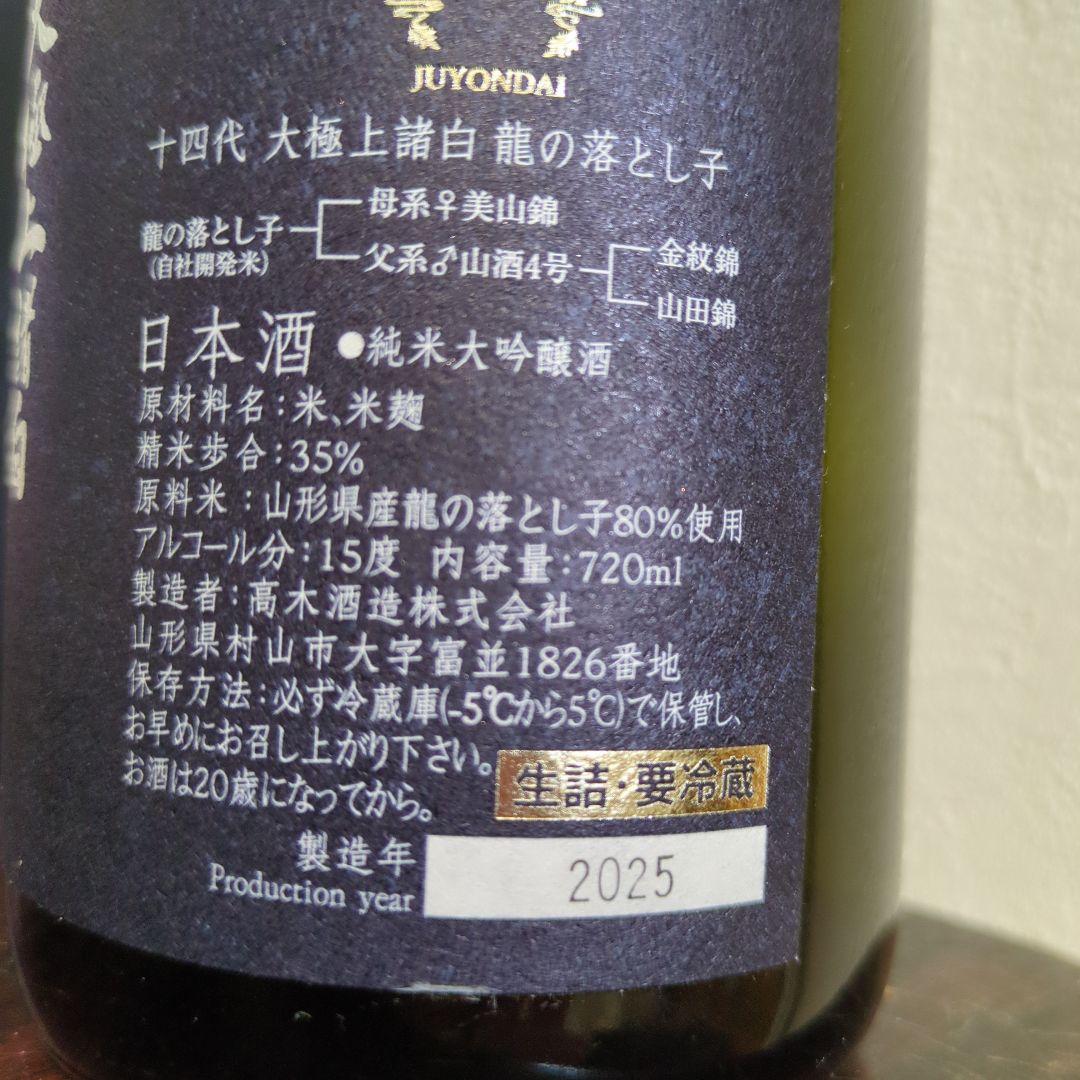 JUYONDAI
十四代 大極上諸白 龍の落とし子
龍の落とし子
(自社開発米)
母系♀美山錦
父系♂山酒4号
金紋錦
山田錦
日本酒 ●純米大吟醸酒
原材料名:米、米麹
精米歩合:35%
原料米:山形県産龍の落とし子80%使用
アルコール分:15度 内容量:720ml
製造者:高木酒造株式会社
山形県村山市大字富並1826番地
保存方法:必ず冷蔵庫(-5℃から5℃)で保管し、
お早めにお召し上がり下さい。
お酒は20歳になってから。
生詰・要冷蔵
製造年
Production year
2025